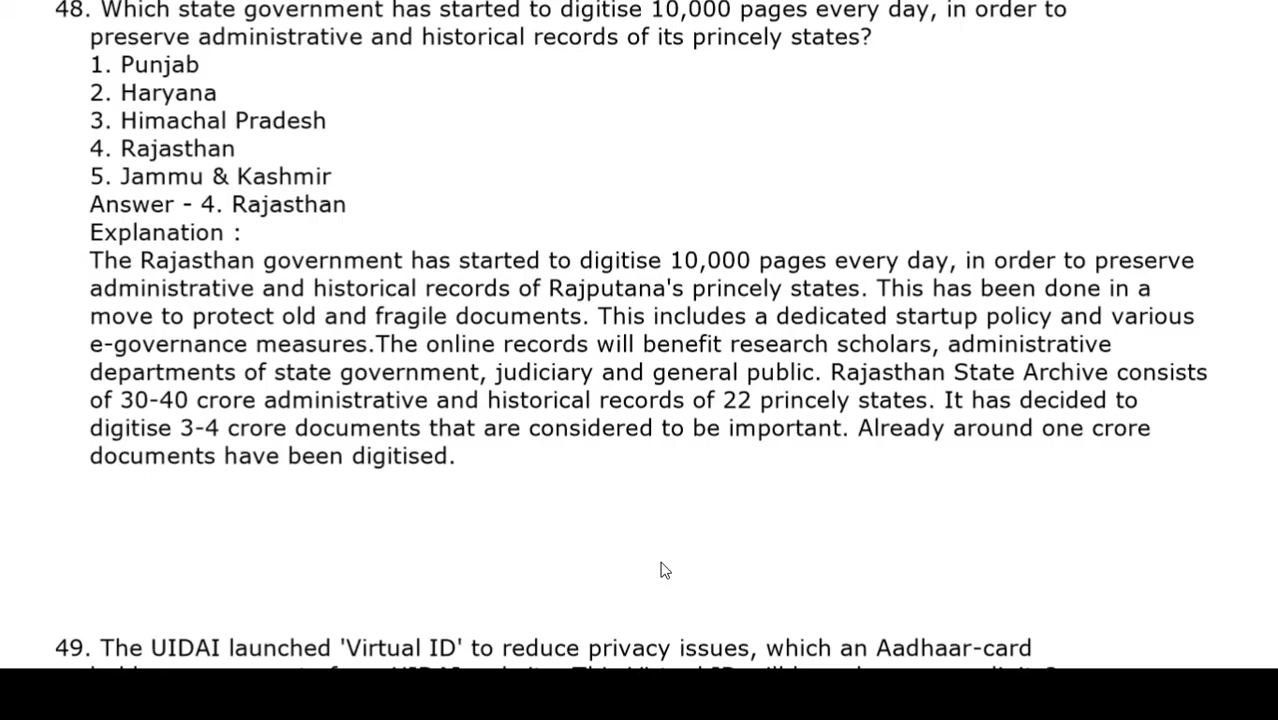 48. Which state government has started to digitise 10,000 pages every day, in order to
preserve administrative and historical records of its princely states?
1. Punjab
2. Haryana
3. Himachal Pradesh
4. Rajasthan
5. Jammu & Kashmir
Answer - 4. Rajasthan
Explanation :
The Rajasthan government has started to digitise 10,000 pages every day, in order to preserve
administrative and historical records of Rajputana's princely states. This has been done in a
move to protect old and fragile documents. This includes a dedicated startup policy and various
e-governance measures.The online records will benefit research scholars, administrative
departments of state government, judiciary and general public. Rajasthan State Archive consists
of 30-40 crore administrative and historical records of 22 princely states. It has decided to
digitise 3-4 crore documents that are considered to be important. Already around one crore
documents have been digitised.
49. The UIDAI launched 'Virtual ID' to reduce privacy issues, which an Aadhaar-card